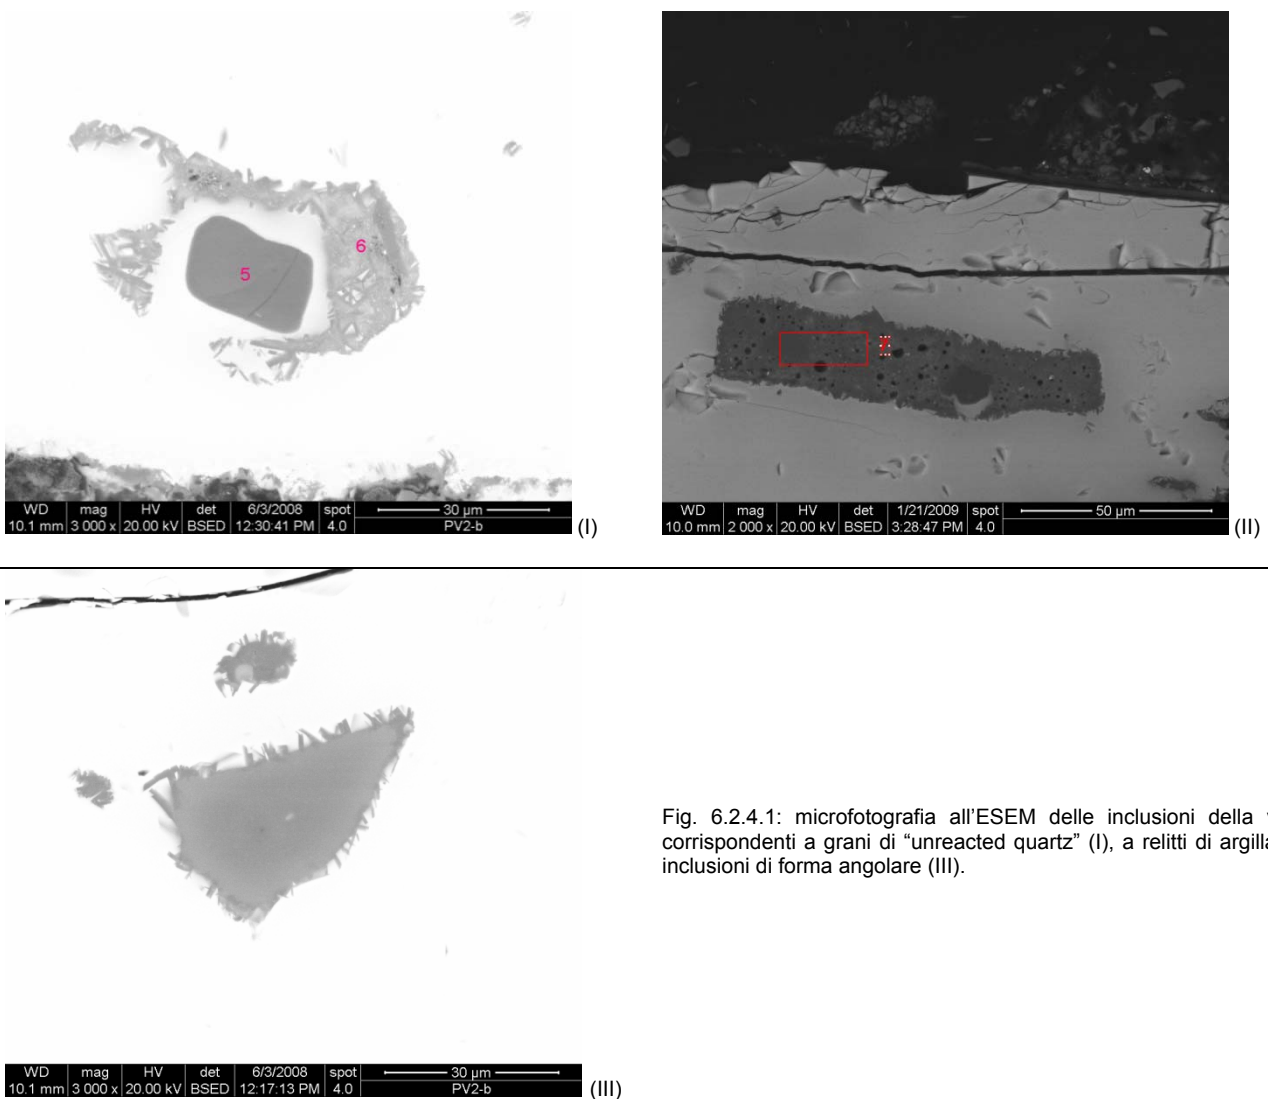 5
6
WD mag HV det 6/3/2008 spot 30 µm
10.1 mm 3 000 x 20.00 kV BSED 12:30:41 PM 4.0 PV2-b
(I)
7
WD mag HV det 1/21/2009 spot 50 µm
10.0 mm 2 000 x 20.00 kV BSED 3:28:47 PM 4.0
(II)
WD mag HV det 6/3/2008 spot 30 µm
10.1 mm 3 000 x 20.00 kV BSED 12:17:13 PM 4.0 PV2-b
(III)
Fig. 6.2.4.1: microfotografia all’ESEM delle inclusioni della
corrispondenti a grani di “unreacted quartz” (I), a relitti di
inclusioni di forma angolare (III).